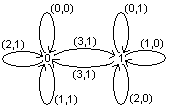 (0,0) (0,1)
(2,1) (3,1) (1,0)
0 1
(3,1)
(1,1) (2,0)